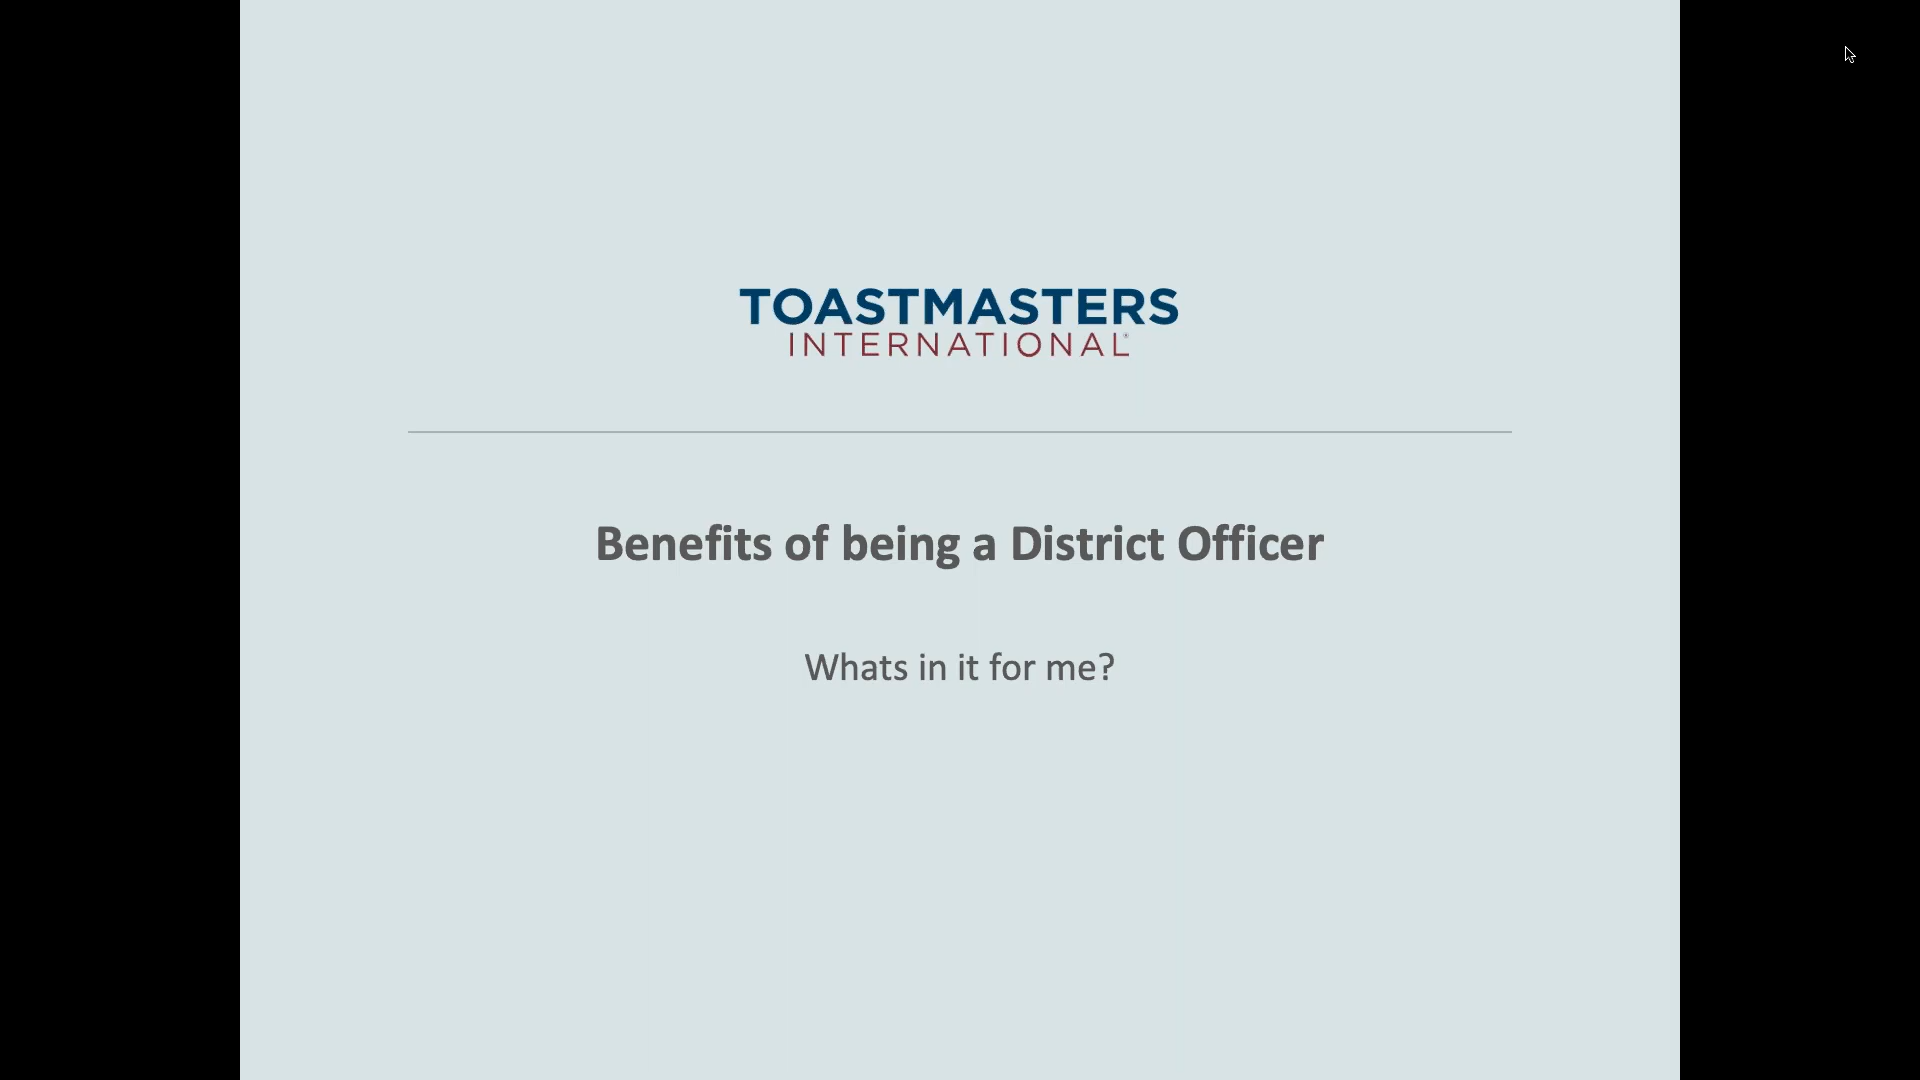 TOASTMASTERS
INTERNATIONAL®
Benefits of being a District Officer
Whats in it for me?